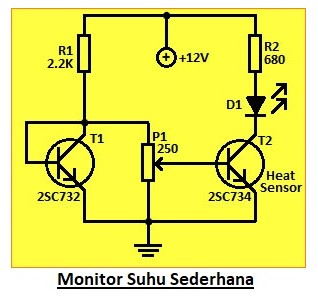 R1
2.2K
+12V
R2
680
D1
T1
P1
250
T2
Heat
Sensor
2SC732
2SC734
Monitor Suhu Sederhana